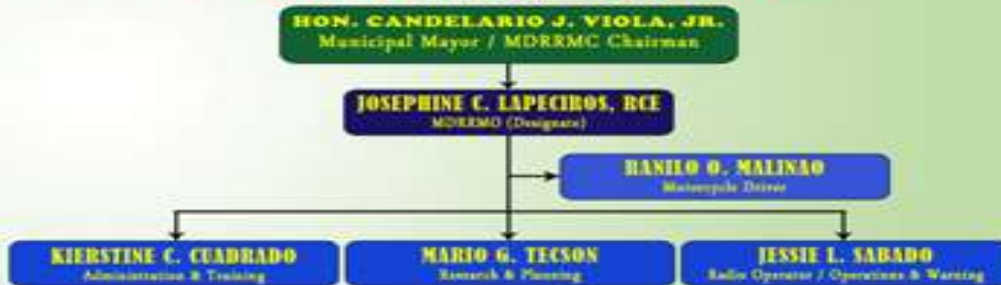 HON. CANDELARIO J. VIOLA, JR.
Municipal Mayor / MDRRMC Chairman
JOSEPHINE C. LAPECIROS, RCE
MDRRMO (Designate)
RANILO O. MALINAO
Motorcycle Driver
KIERSTINE C. CUADRADO
Administration & Training
MARIO G. TECSON
Research & Planning
JESSIE L. SABADO
Radio Operator / Operations & Warning